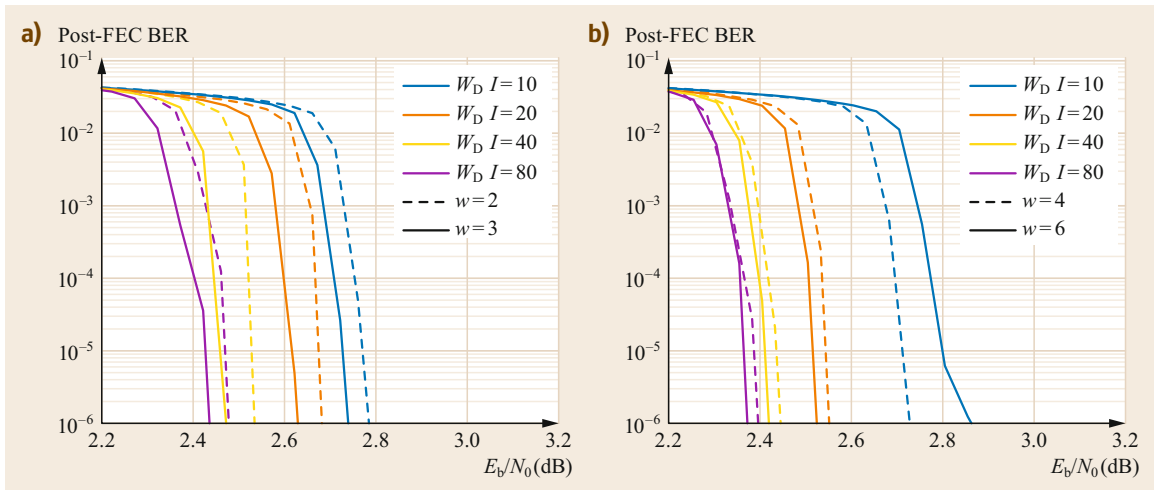 a) Post-FEC BER
10⁻¹
10⁻²
10⁻³
10⁻⁴
10⁻⁵
10⁻⁶
2.2 2.4 2.6 2.8 3.0 3.2
E_b/N_0 (dB)
W_D I = 10
W_D I = 20
W_D I = 40
W_D I = 80
w = 2
w = 3
b) Post-FEC BER
10⁻¹
10⁻²
10⁻³
10⁻⁴
10⁻⁵
10⁻⁶
2.2 2.4 2.6 2.8 3.0 3.2
E_b/N_0 (dB)
W_D I = 10
W_D I = 20
W_D I = 40
W_D I = 80
w = 4
w = 6